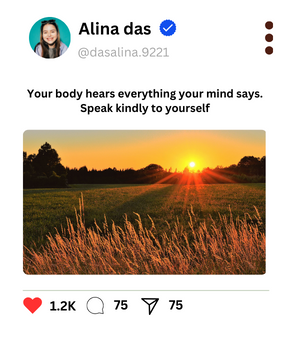 Alina das
@dasalina.9221
Your body hears everything your mind says.
Speak kindly to yourself
1.2K 75 75